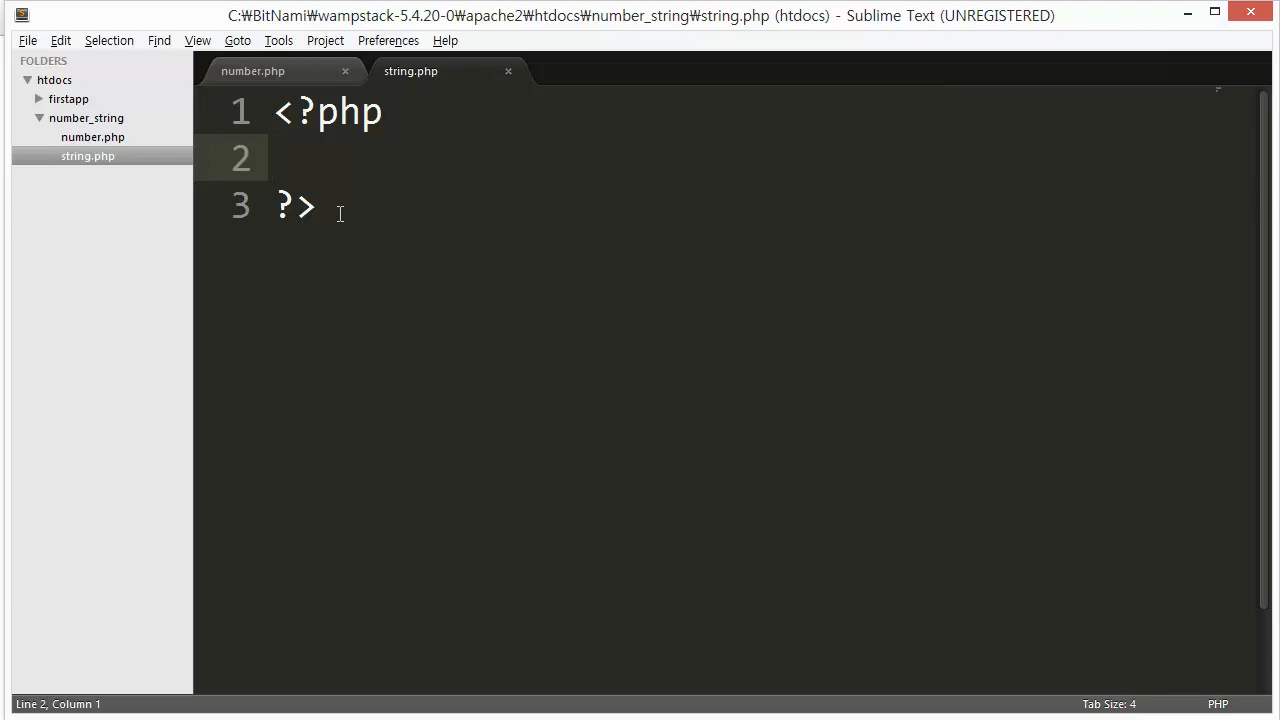 C:₩BitNami₩wampstack-5.4.20-0₩apache2₩htdocs₩number_string₩string.php (htdocs) - Sublime Text (UNREGISTERED)
File Edit Selection Find View Goto Tools Project Preferences Help
FOLDERS
htdocs
firstapp
number_string
number.php
string.php
number.php × string.php ×
1 <?php
2
3 ?>
Line 2, Column 1 Tab Size: 4 PHP